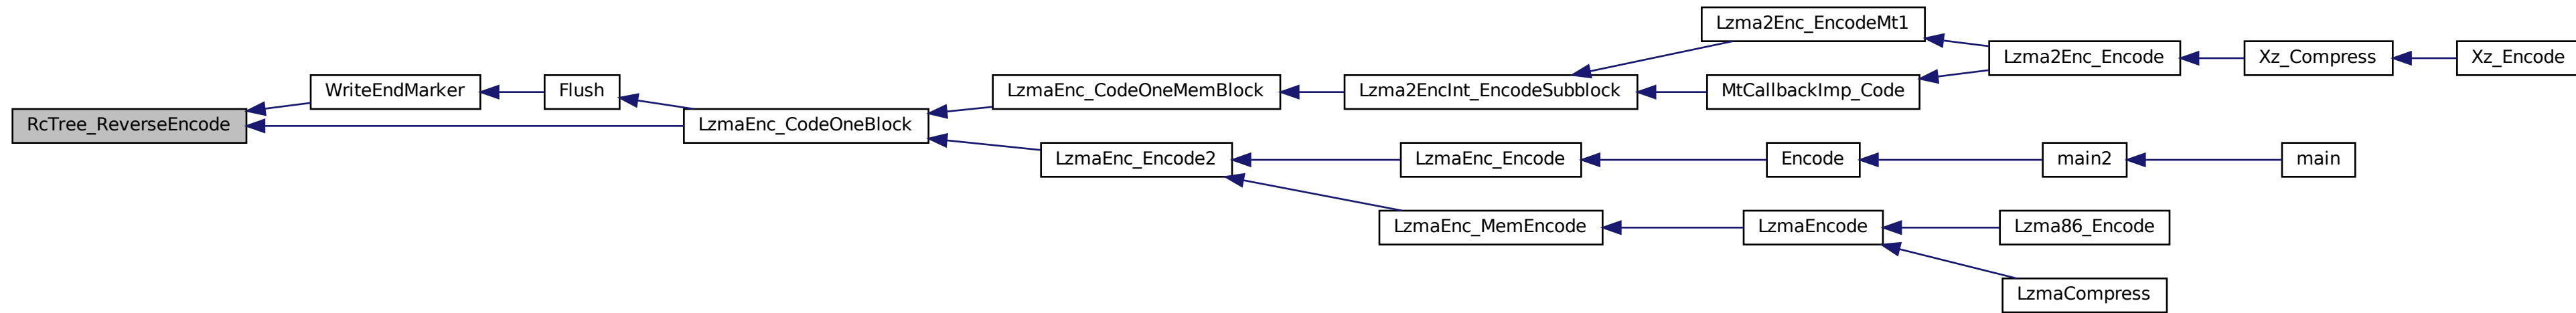 RcTree_ReverseEncode
WriteEndMarker
Flush
LzmaEnc_CodeOneBlock
LzmaEnc_CodeOneMemBlock
Lzma2EncInt_EncodeSubblock
Lzma2Enc_EncodeMt1
Lzma2Enc_Encode
Xz_Compress
Xz_Encode
MtCallbackImp_Code
LzmaEnc_Encode2
LzmaEnc_Encode
Encode
main2
main
LzmaEnc_MemEncode
LzmaEncode
Lzma86_Encode
LzmaCompress